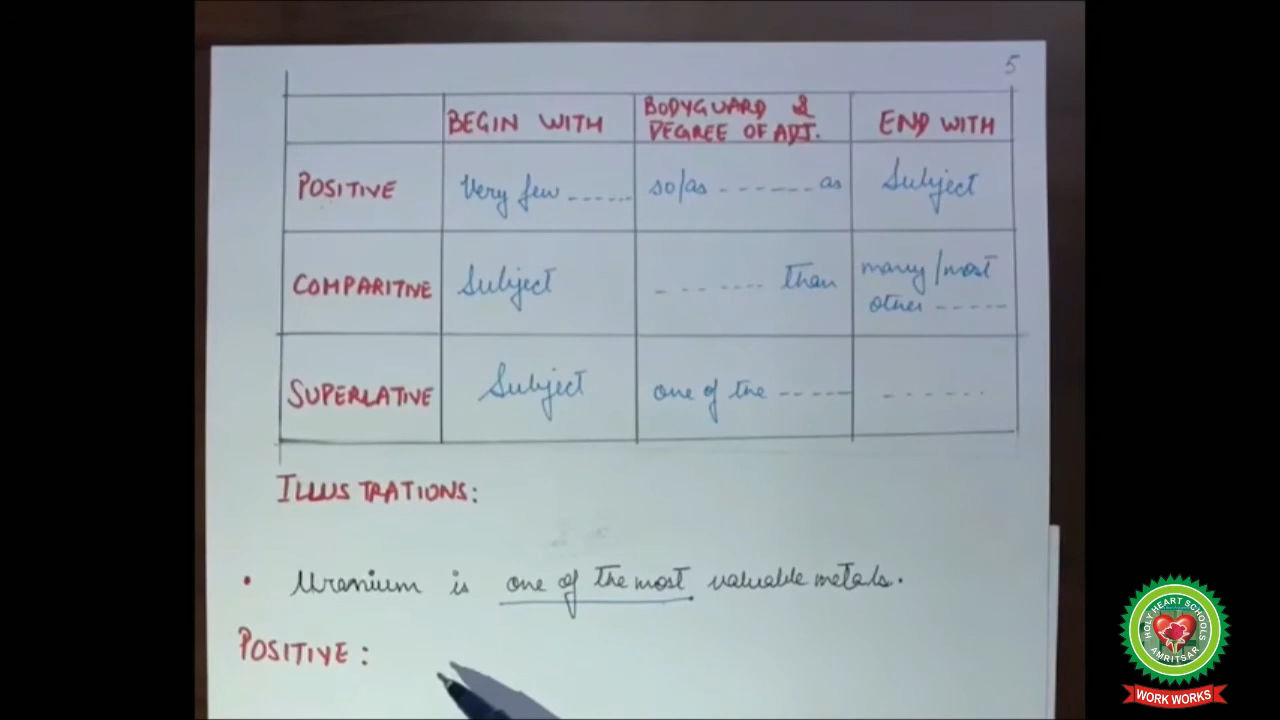 5
BEGIN WITH
BODYGUARD &
DEGREE OF ADJ.
END WITH
POSITIVE
Very few ......
so/as ------- as
Subject
COMPARITNE
Subject
- - - ..... than
many/most
other -----
SUPERLATIVE
Subject
one of the -----
- - - - - -
ILLUSTRATIONS:
• Uranium is one of the most valuable metals.
POSITIVE:
HOLY HEART SCHOOLS
AMRITSAR
WORK WORKS